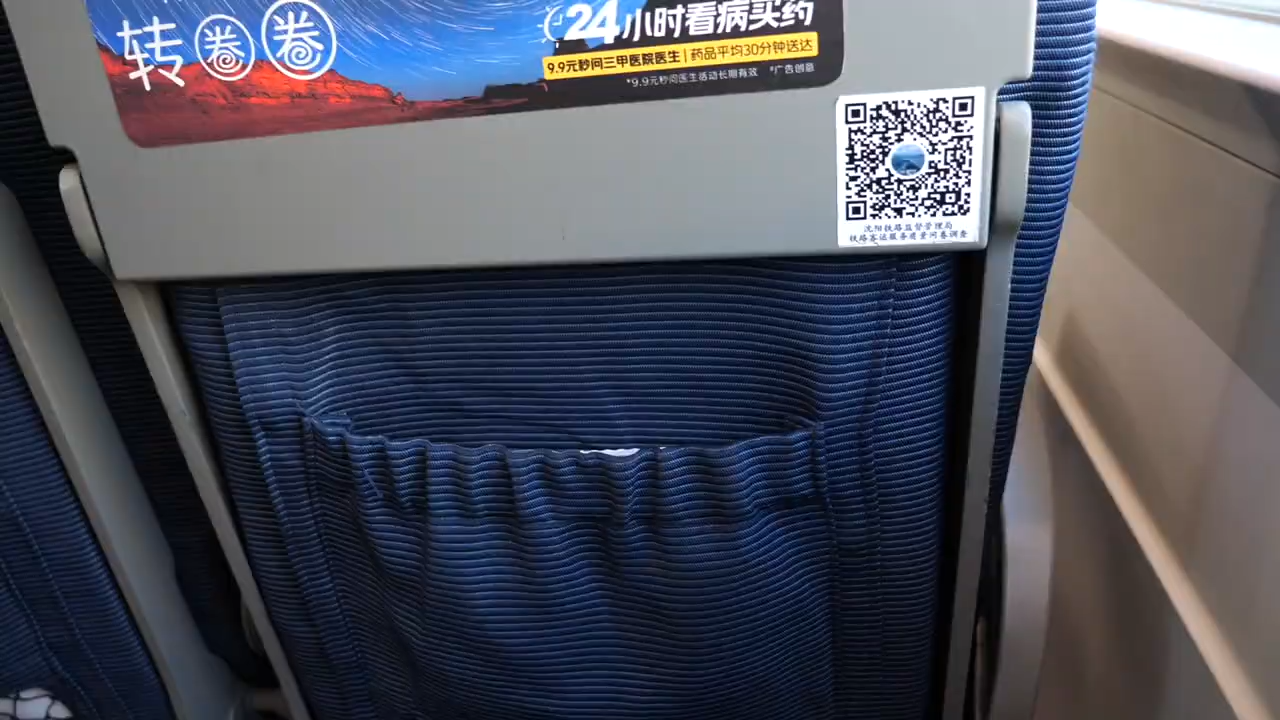 转圈圈
24小时看病买药
9.9元秒问三甲医院医生|药品平均30分钟送达
*9.9元秒问医生活动长期有效 *广告创意
沈阳铁路监督管理局
铁路客运服务质量问卷调查